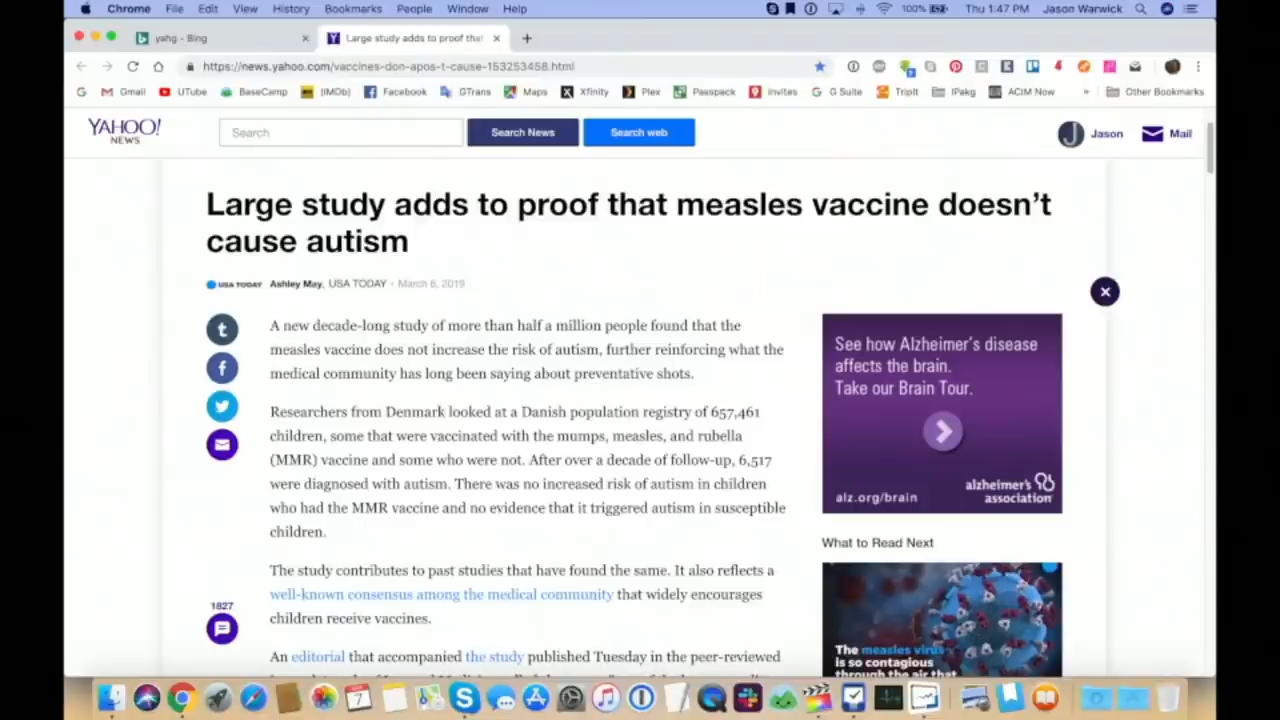 Chrome File Edit View History Bookmarks People Window Help 100% Thu 1:47 PM Jason Warwick
yahg - Bing Large study adds to proof that
https://news.yahoo.com/vaccines-don-apos-t-cause-153253458.html
Gmail UTube BaseCamp (IMDb) Facebook GTrans Maps Xfinity Plex Passpack Invites G Suite TripIt IPakg ACIM Now » Other Bookmarks
YAHOO!
NEWS
Search Search News Search web Jason Mail
Large study adds to proof that measles vaccine doesn't
cause autism
USA TODAY Ashley May, USA TODAY • March 6, 2019
A new decade-long study of more than half a million people found that the
measles vaccine does not increase the risk of autism, further reinforcing what the
medical community has long been saying about preventative shots.
Researchers from Denmark looked at a Danish population registry of 657,461
children, some that were vaccinated with the mumps, measles, and rubella
(MMR) vaccine and some who were not. After over a decade of follow-up, 6,517
were diagnosed with autism. There was no increased risk of autism in children
who had the MMR vaccine and no evidence that it triggered autism in susceptible
children.
The study contributes to past studies that have found the same. It also reflects a
well-known consensus among the medical community that widely encourages
children receive vaccines.
1827
An editorial that accompanied the study published Tuesday in the peer-reviewed
See how Alzheimer's disease
affects the brain.
Take our Brain Tour.
alz.org/brain
alzheimer's
association
What to Read Next
The measles virus
is so contagious
through the air that